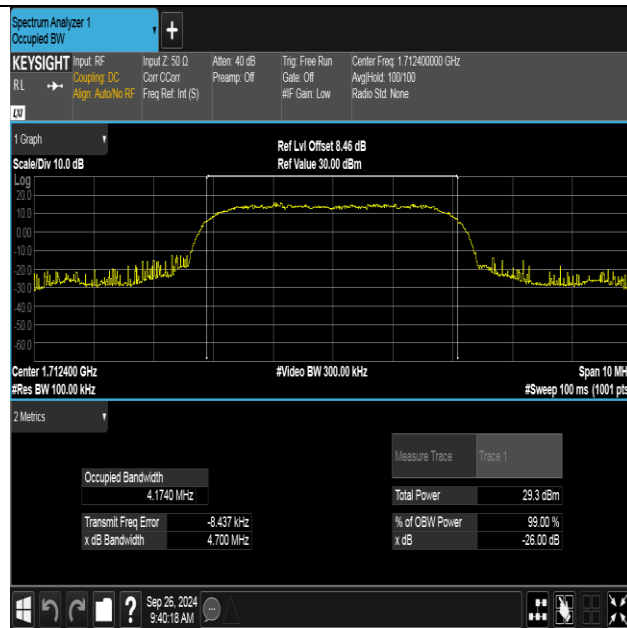 Spectrum Analyzer 1
Occupied BW
+
KEYSIGHT Input: RF Input Z: 50 Ω Atten: 40 dB Trig: Free Run Center Freq: 1.712400000 GHz
RL Coupling: DC Corr CCorr Preamp: Off Gate: Off Avg|Hold: 100/100
Align: Auto/No RF Freq Ref: Int (S) #IF Gain: Low Radio Std: None
LXI
1 Graph
Ref Lvl Offset 8.46 dB
Scale/Div 10.0 dB Ref Value 30.00 dBm
Log
20.0
10.0
0.00
-10.0
-20.0
-30.0
-40.0
-50.0
-60.0
Center 1.712400 GHz #Video BW 300.00 kHz Span 10 MH
#Res BW 100.00 kHz #Sweep 100 ms (1001 pts
2 Metrics
Measure Trace Trace 1
Occupied Bandwidth
4.1740 MHz Total Power 29.3 dBm
Transmit Freq Error -8.437 kHz % of OBW Power 99.00 %
x dB Bandwidth 4.700 MHz x dB -26.00 dB
? Sep 26, 2024
9:40:18 AM